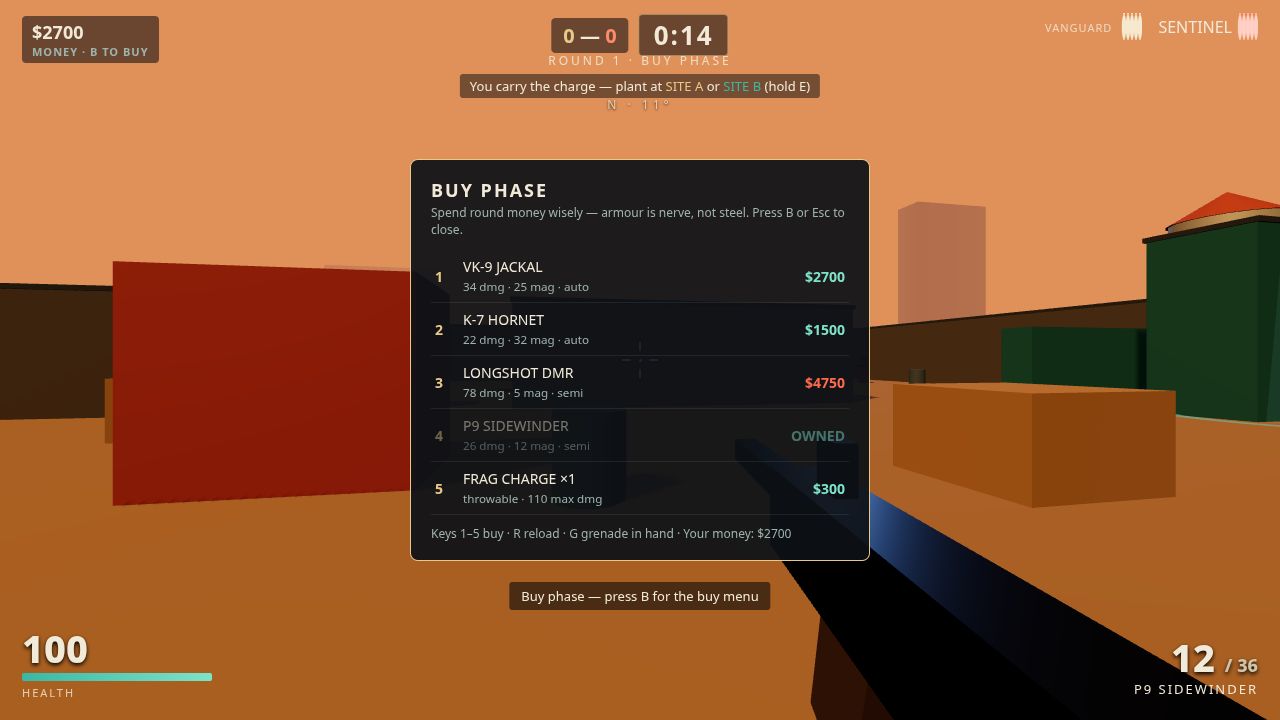 $2700
MONEY · B TO BUY
0 — 0
0:14
ROUND 1 · BUY PHASE
You carry the charge — plant at SITE A or SITE B (hold E)
N · 11°
VANGUARD
SENTINEL
BUY PHASE
Spend round money wisely — armour is nerve, not steel. Press B or Esc to
close.
1 VK-9 JACKAL $2700
34 dmg · 25 mag · auto
2 K-7 HORNET $1500
22 dmg · 32 mag · auto
3 LONGSHOT DMR $4750
78 dmg · 5 mag · semi
4 P9 SIDEWINDER OWNED
26 dmg · 12 mag · semi
5 FRAG CHARGE ×1 $300
throwable · 110 max dmg
Keys 1–5 buy · R reload · G grenade in hand · Your money: $2700
Buy phase — press B for the buy menu
100
HEALTH
12 / 36
P9 SIDEWINDER